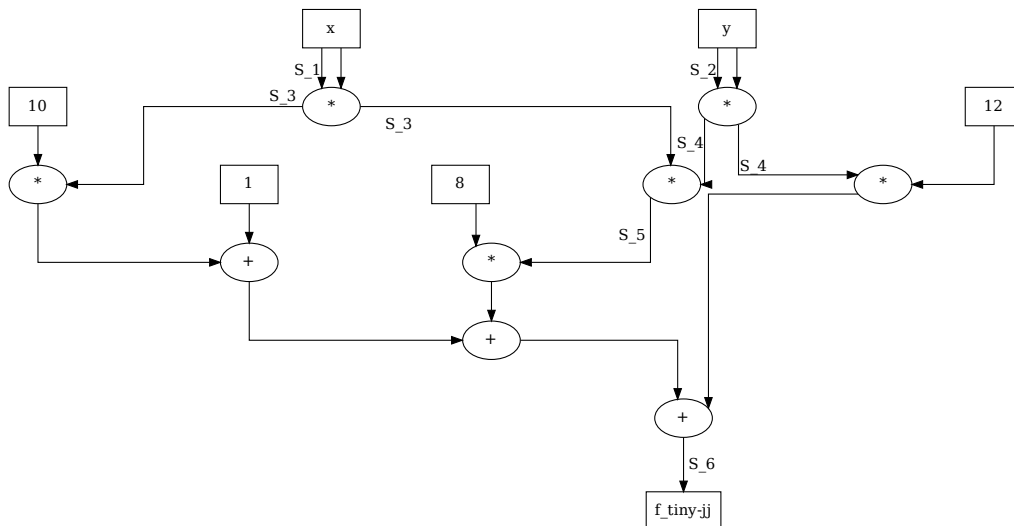 x
y
S_1
S_2
S_3
10
*
*
12
S_3
S_4
S_4
*
1
8
*
*
S_5
+
*
+
+
S_6
f_tiny-jj